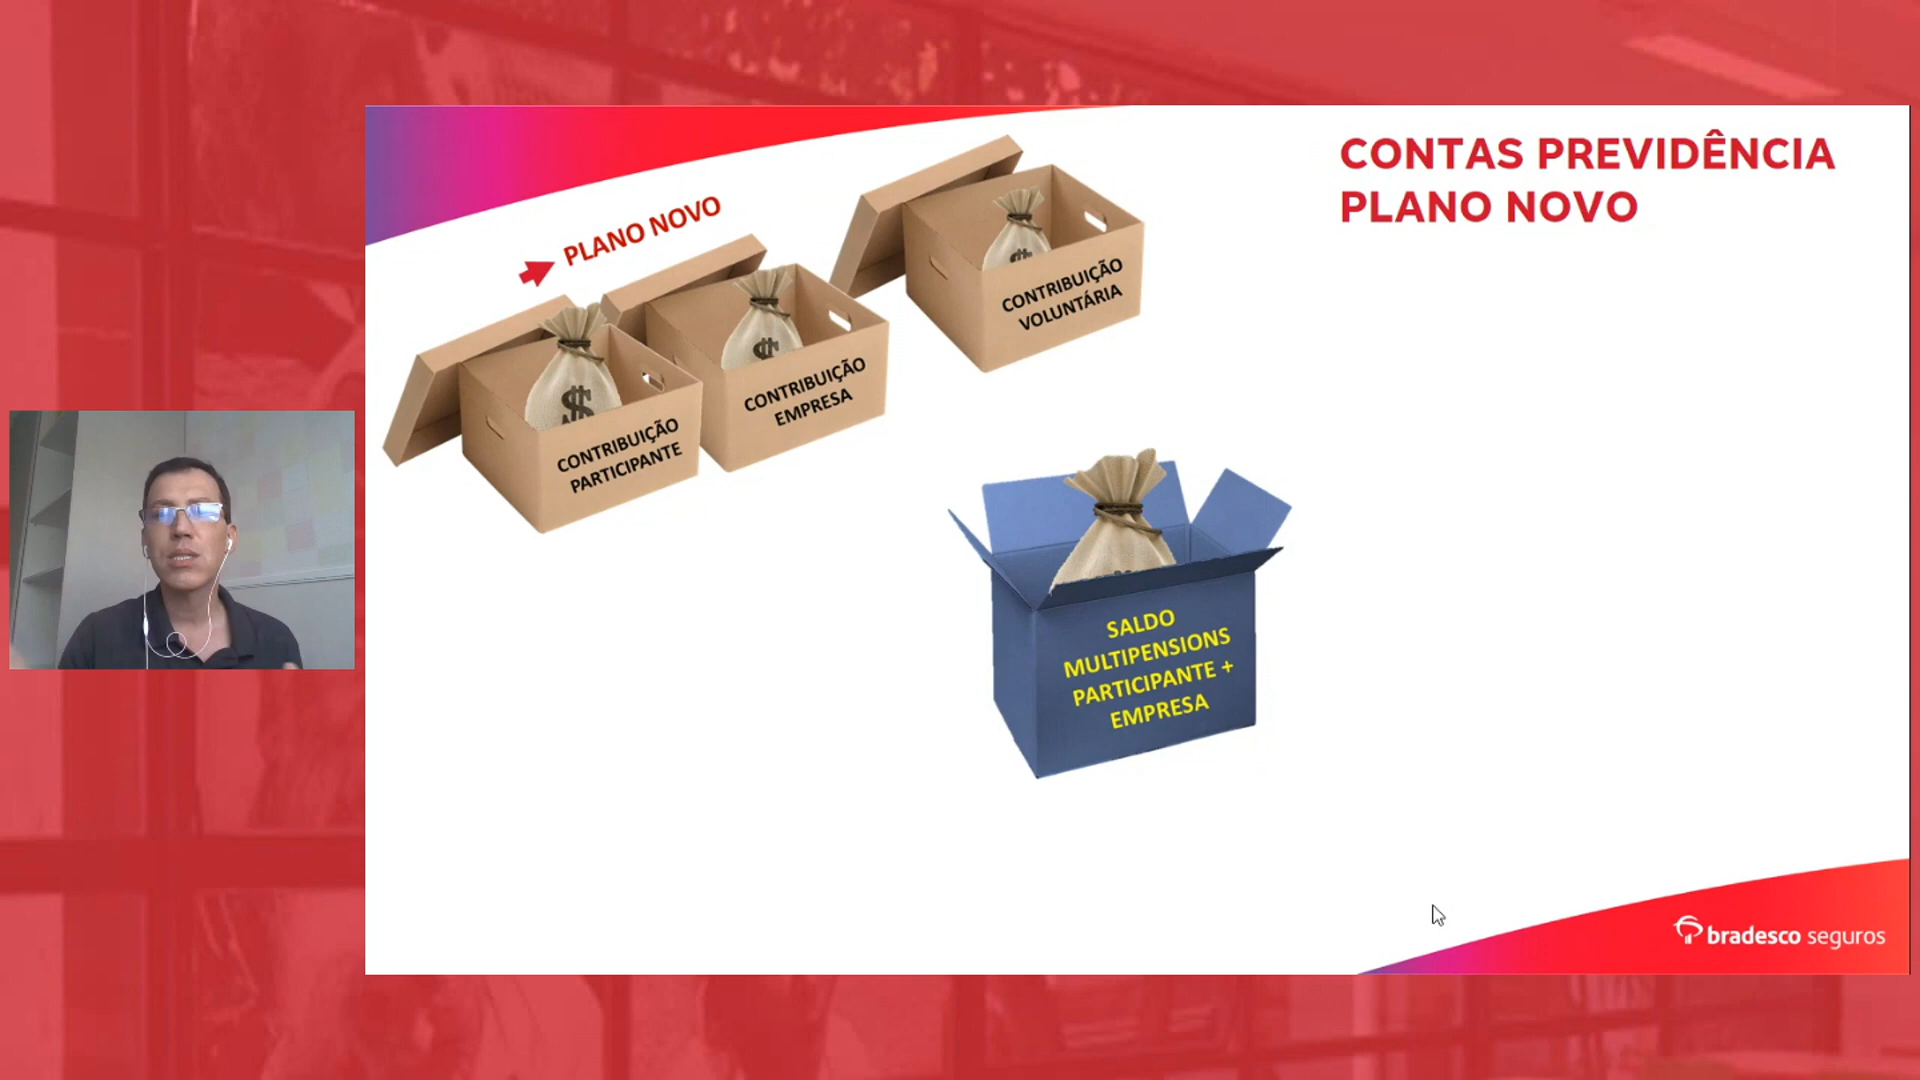 CONTAS PREVIDÊNCIA
PLANO NOVO
PLANO NOVO
CONTRIBUIÇÃO
PARTICIPANTE
CONTRIBUIÇÃO
EMPRESA
CONTRIBUIÇÃO
VOLUNTÁRIA
SALDO
MULTIPENSIONS
PARTICIPANTE +
EMPRESA
bradesco seguros